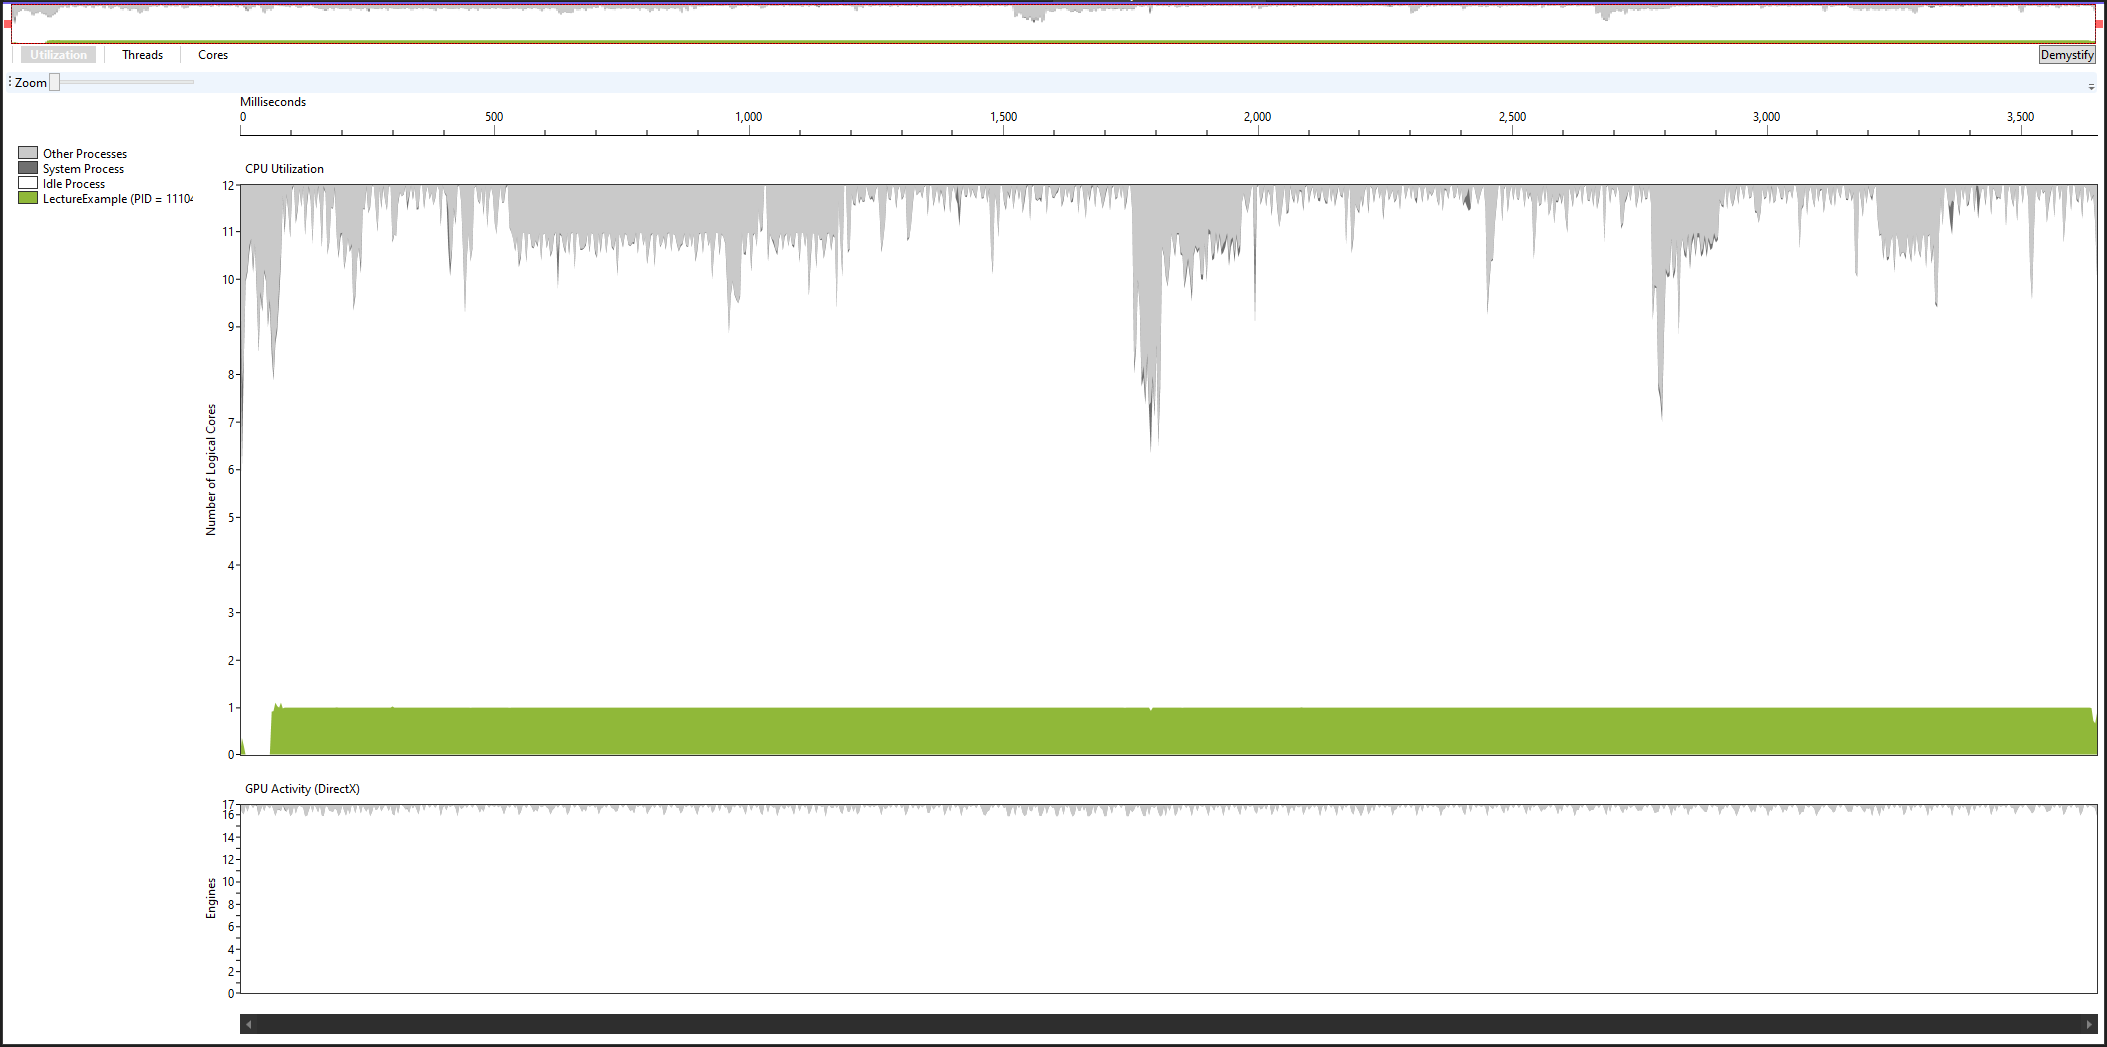 Utilization Threads Cores Demystify
Zoom
Milliseconds
0 500 1,000 1,500 2,000 2,500 3,000 3,500
Other Processes
System Process
Idle Process
LectureExample (PID = 11104
CPU Utilization
12
11
10
9
8
7
6
5
4
3
2
1
0
Number of Logical Cores
GPU Activity (DirectX)
17
16
14
12
10
8
6
4
2
0
Engines